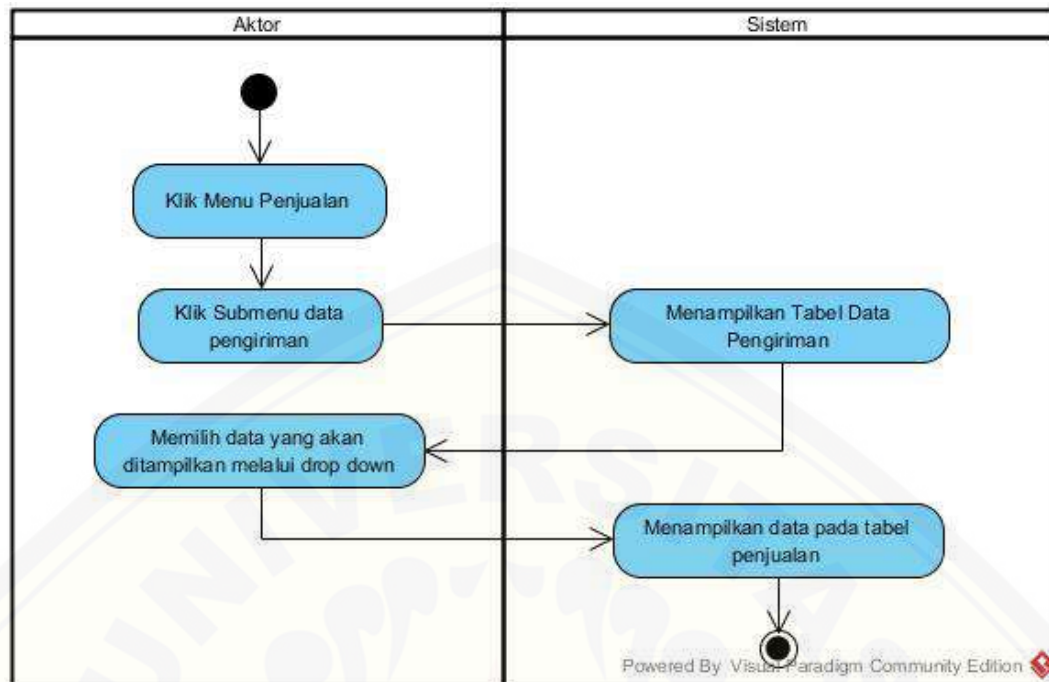 Aktor
Sistem
Klik Menu Penjualan
Klik Submenu data
pengiriman
Menampilkan Tabel Data
Pengiriman
Memilih data yang akan
ditampilkan melalui drop down
Menampilkan data pada tabel
penjualan
Powered By Visual Paradigm Community Edition
UNIVERSITA